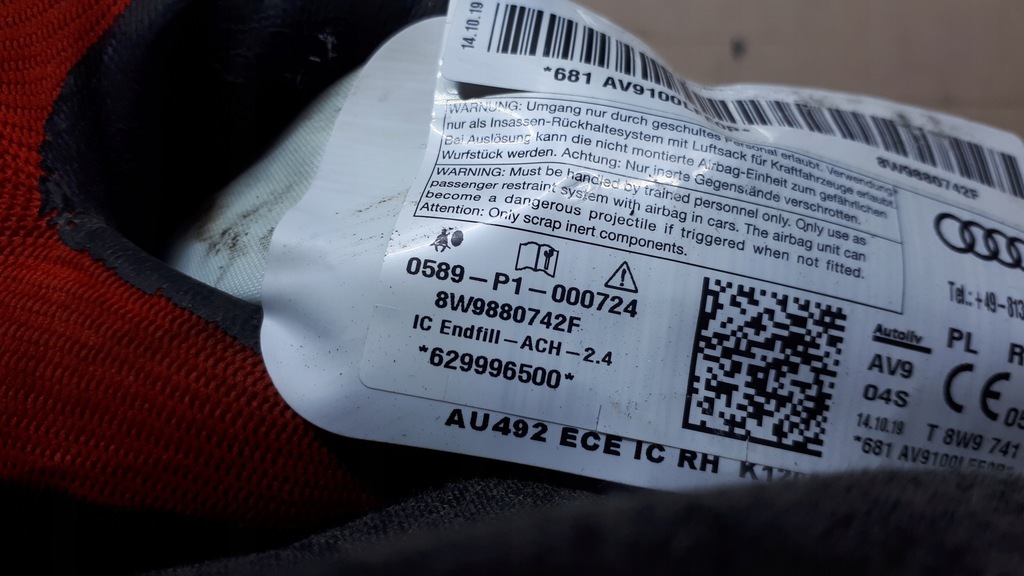 14.10.19
*681 AV9100
8W9880742F
WARNUNG: Umgang nur durch geschultes Personal erlaubt. Verwendung
nur als Insassen-Rückhaltesystem mit Luftsack für Kraftfahrzeuge erlaubt.
Bei Auslösung kann die nicht montierte Airbag-Einheit zum gefährlichen
Wurfstück werden. Achtung: Nur inerte Gegenstände verschrotten.
WARNING: Must be handled by trained personnel only. Only use as
passenger restraint system with airbag in cars. The airbag unit can
become a dangerous projectile if triggered when not fitted.
Attention: Only scrap inert components.
0589-P1-000724
8W9880742F
IC Endfill-ACH-2.4
*629996500*
AU492 ECE IC RH
Tel.: +49-
Autoliv PL
AV9
04S CE
14.10.19 T 8W9 741
*681